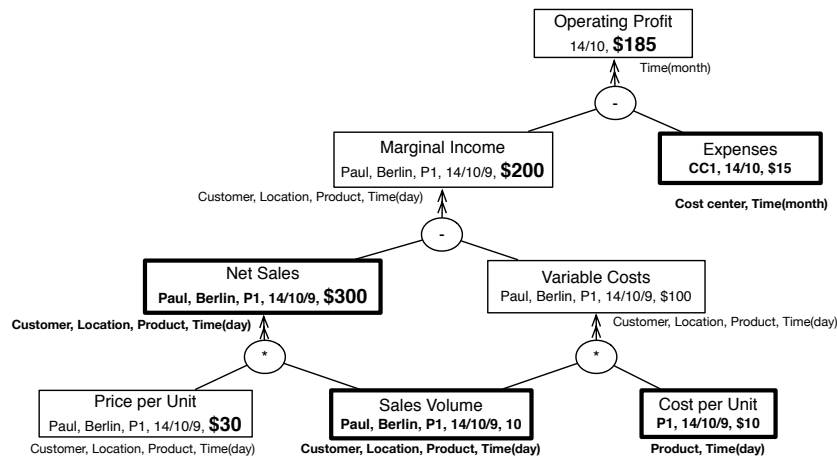 Operating Profit
14/10, $185
Time(month)
-
Marginal Income
Paul, Berlin, P1, 14/10/9, $200
Expenses
CC1, 14/10, $15
Customer, Location, Product, Time(day)
Cost center, Time(month)
-
Net Sales
Paul, Berlin, P1, 14/10/9, $300
Variable Costs
Paul, Berlin, P1, 14/10/9, $100
Customer, Location, Product, Time(day)
Customer, Location, Product, Time(day)
*
*
Price per Unit
Paul, Berlin, P1, 14/10/9, $30
Sales Volume
Paul, Berlin, P1, 14/10/9, 10
Cost per Unit
P1, 14/10/9, $10
Customer, Location, Product, Time(day)
Customer, Location, Product, Time(day)
Product, Time(day)